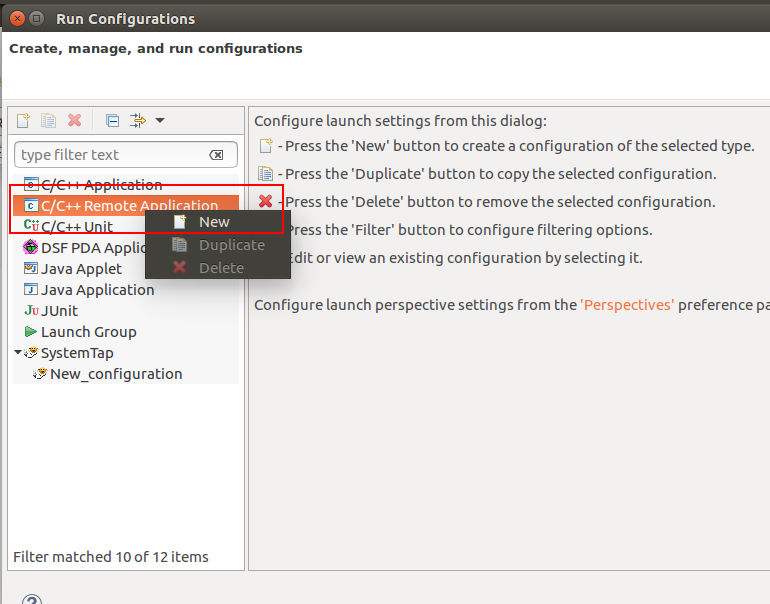 Run Configurations
Create, manage, and run configurations
type filter text
C/C++ Application
C/C++ Remote Application
C/C++ Unit
DSF PDA Applic
Java Applet
Java Application
JUnit
Launch Group
SystemTap
New_configuration
Filter matched 10 of 12 items
New
Duplicate
Delete
Configure launch settings from this dialog:
- Press the 'New' button to create a configuration of the selected type.
- Press the 'Duplicate' button to copy the selected configuration.
- Press the 'Delete' button to remove the selected configuration.
Press the 'Filter' button to configure filtering options.
Edit or view an existing configuration by selecting it.
Configure launch perspective settings from the 'Perspectives' preference pa